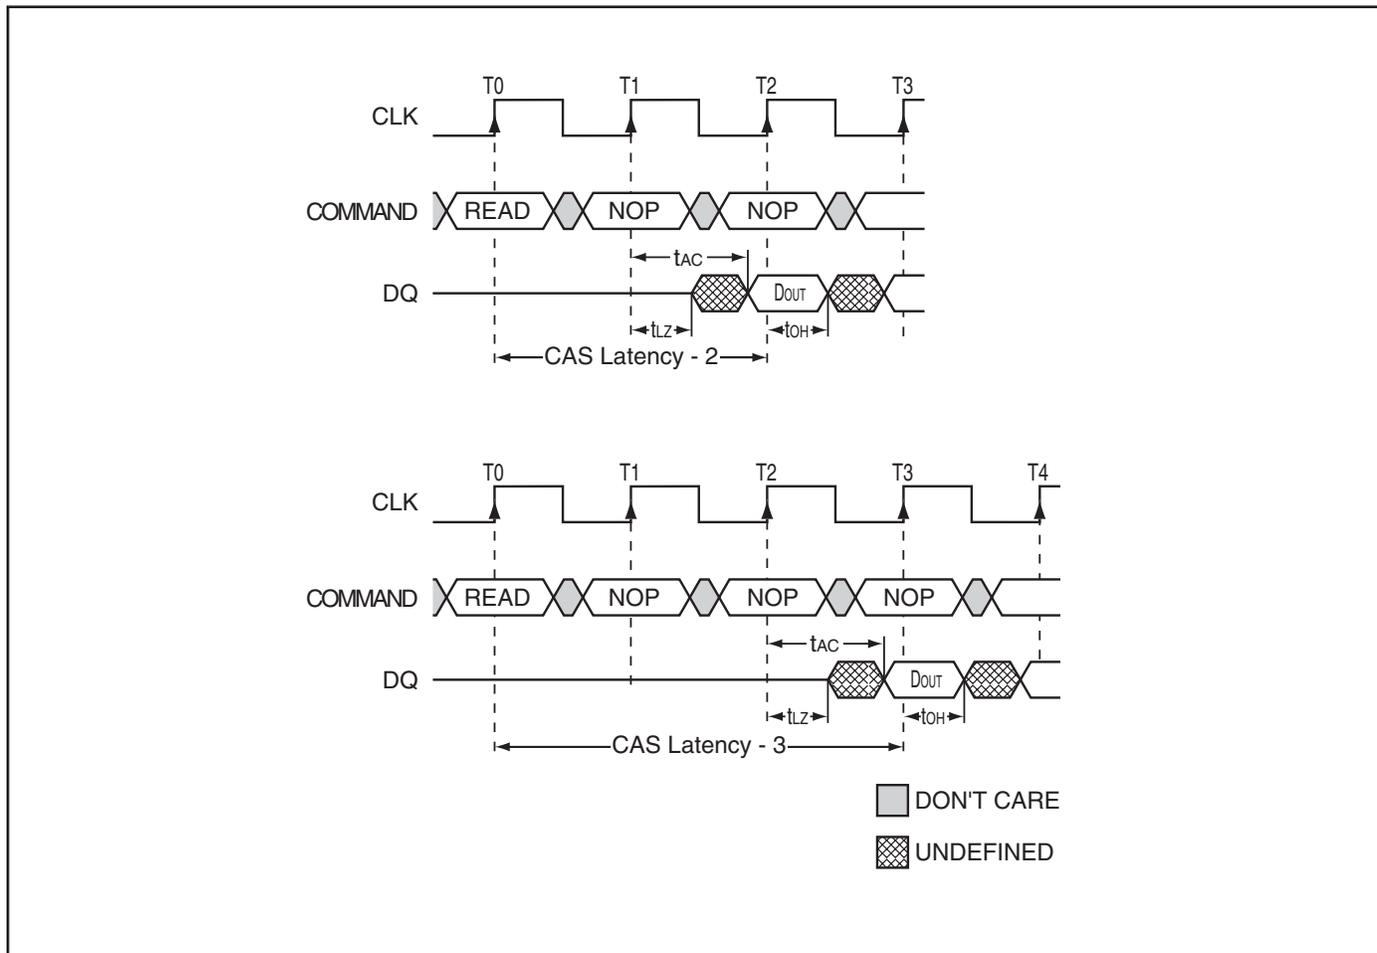 T0 T1 T2 T3
CLK
COMMAND READ NOP NOP
tAC
DQ DOUT
tLZ tOH
CAS Latency - 2
T0 T1 T2 T3 T4
CLK
COMMAND READ NOP NOP NOP
tAC
DQ DOUT
tLZ tOH
CAS Latency - 3
DON'T CARE
UNDEFINED